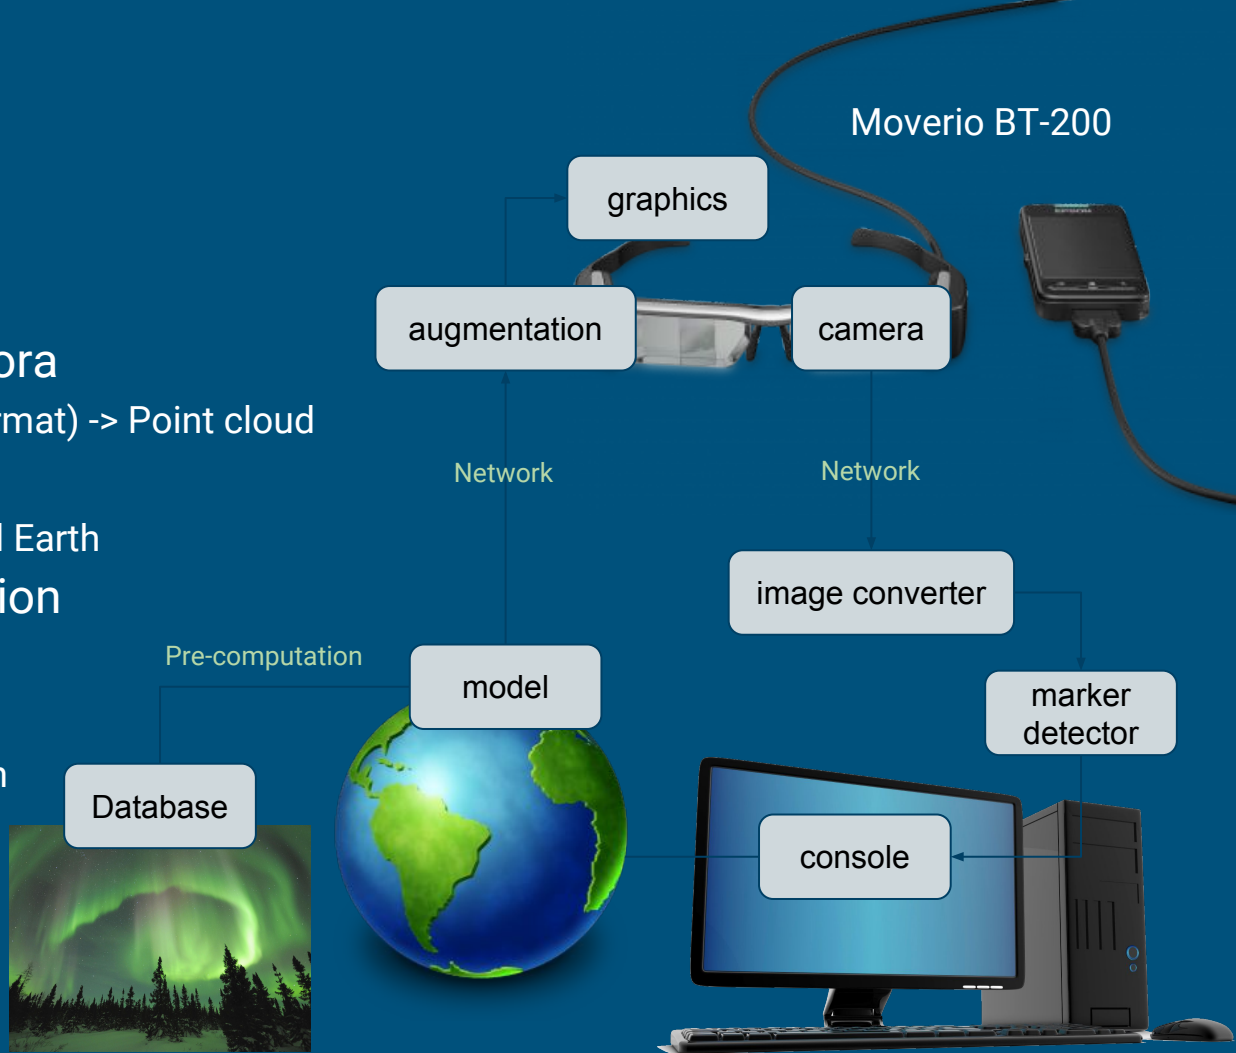 Moverio BT-200
graphics
augmentation
camera
ora
rmat) -> Point cloud
Network
Network
l Earth
image converter
ion
Pre-computation
model
marker
detector
n
Database
console